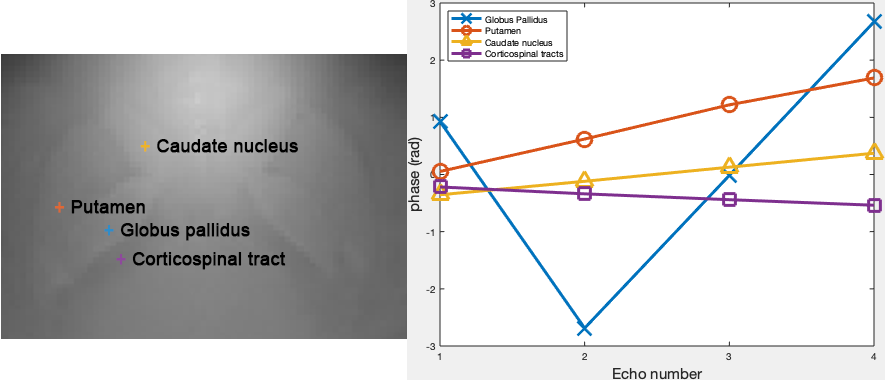 Caudate nucleus
Putamen
Globus pallidus
Corticospinal tract
Globus Pallidus
Putamen
Caudate nucleus
Corticospinal tracts
3
2
1
0
-1
-2
-3
phase (rad)
1
2
3
4
Echo number